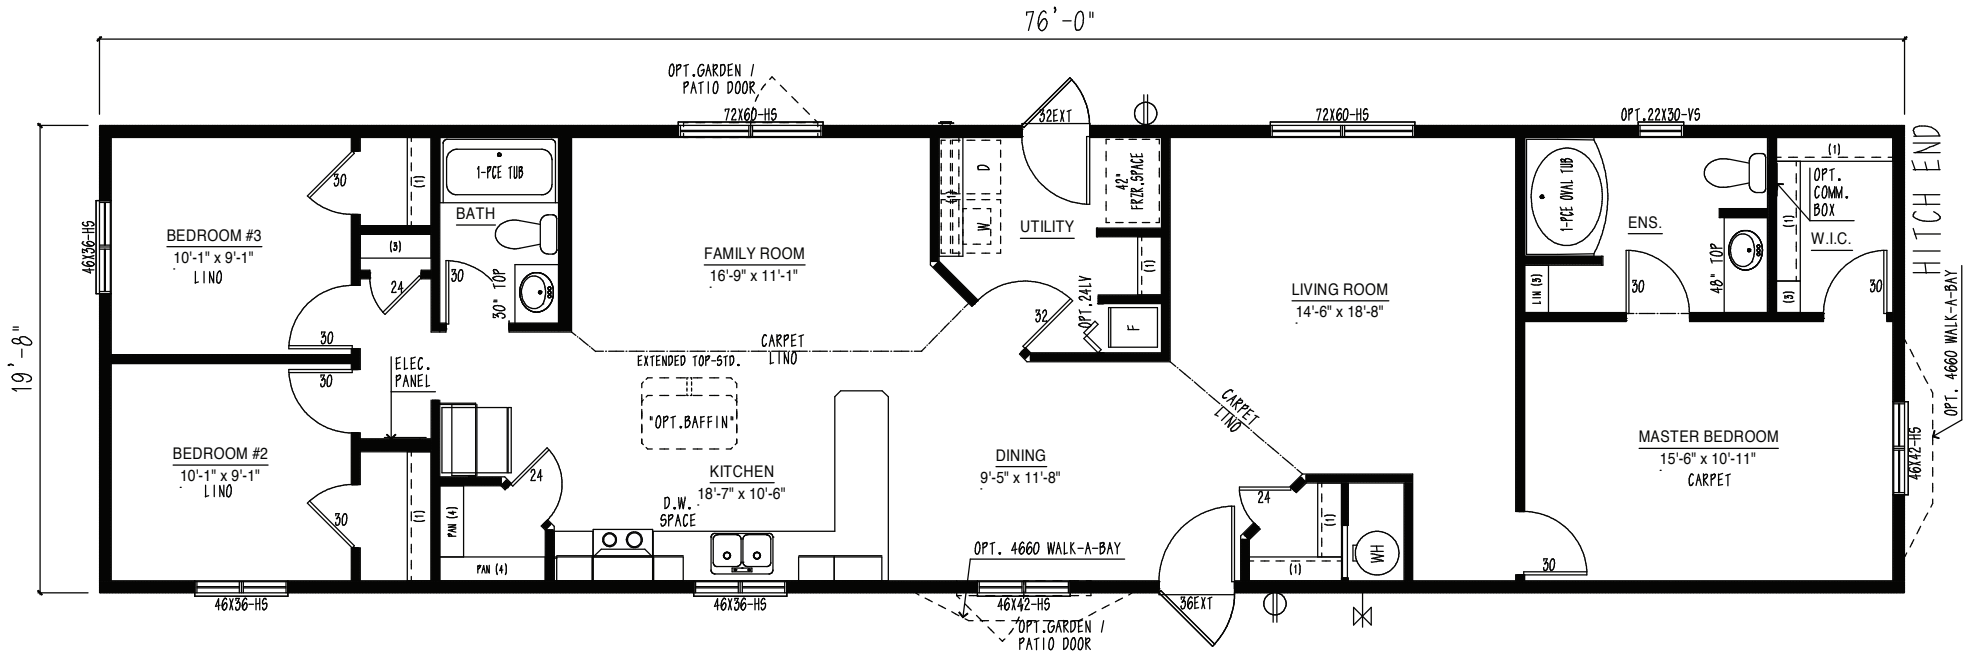 76'-0"
OPT.GARDEN /
PATIO DOOR
72X60-HS
32EXT
72X60-HS
OPT.22X30-VS
HITCH END
19'-8"
46X36-HS
BEDROOM #3
10'-1" x 9'-1"
LINO
30
(1)
(3)
24
30
1-PCE TUB
BATH
30
30" TOP
FAMILY ROOM
16'-9" x 11'-1"
CARPET
LINO
(1)
D
W
UTILITY
42"
FRZR.SPACE
(1)
32
OPT.24LV
F
LIVING ROOM
14'-6" x 18'-8"
CARPET
LINO
1-PCE OVAL TUB
ENS.
LIN (3)
30
48" TOP
(1)
OPT.
COMM.
BOX
(1)
W.I.C.
(3)
30
OPT. 4660 WALK-A-BAY
30
ELEC.
PANEL
BEDROOM #2
10'-1" x 9'-1"
LINO
30
(1)
EXTENDED TOP-STD.
"OPT.BAFFIN"
KITCHEN
18'-7" x 10'-6"
D.W.
SPACE
24
PAN (4)
PAN (4)
DINING
9'-5" x 11'-8"
OPT. 4660 WALK-A-BAY
24
(1)
(1)
WH
MASTER BEDROOM
15'-6" x 10'-11"
CARPET
30
46X42-HS
46X36-HS
46X36-HS
46X42-HS
36EXT
OPT.GARDEN /
PATIO DOOR